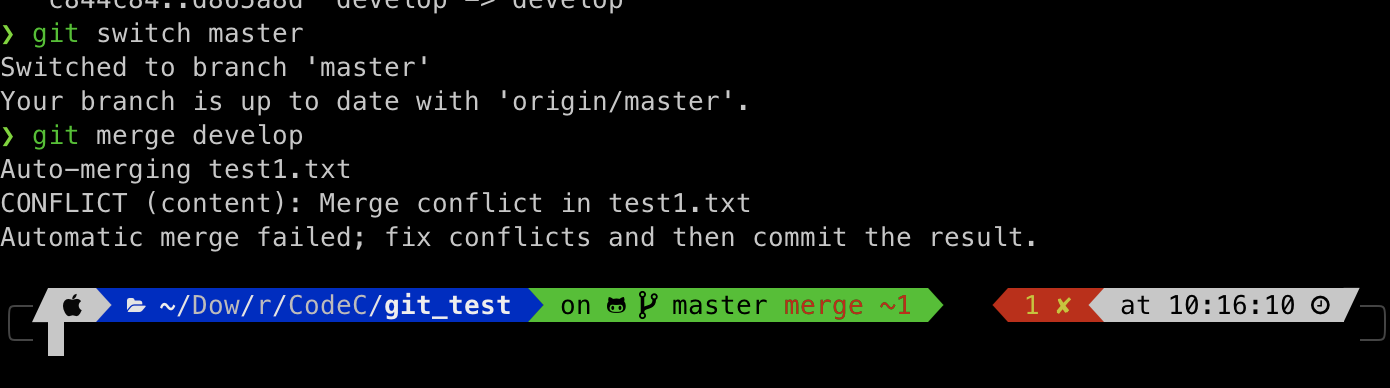 c844c84..d865a8d  develop -> develop
❯ git switch master
Switched to branch 'master'
Your branch is up to date with 'origin/master'.
❯ git merge develop
Auto-merging test1.txt
CONFLICT (content): Merge conflict in test1.txt
Automatic merge failed; fix conflicts and then commit the result.
~/Dow/r/CodeC/git_test on master merge ~1 1 ✘ at 10:16:10